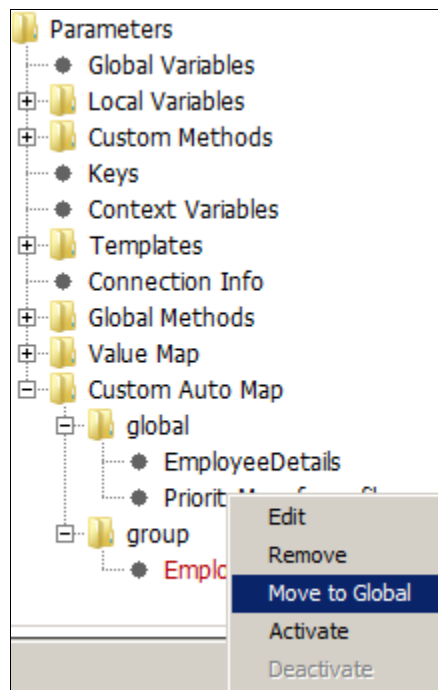 Parameters
Global Variables
Local Variables
Custom Methods
Keys
Context Variables
Templates
Connection Info
Global Methods
Value Map
Custom Auto Map
global
EmployeeDetails
group
Edit
Remove
Move to Global
Activate
Deactivate